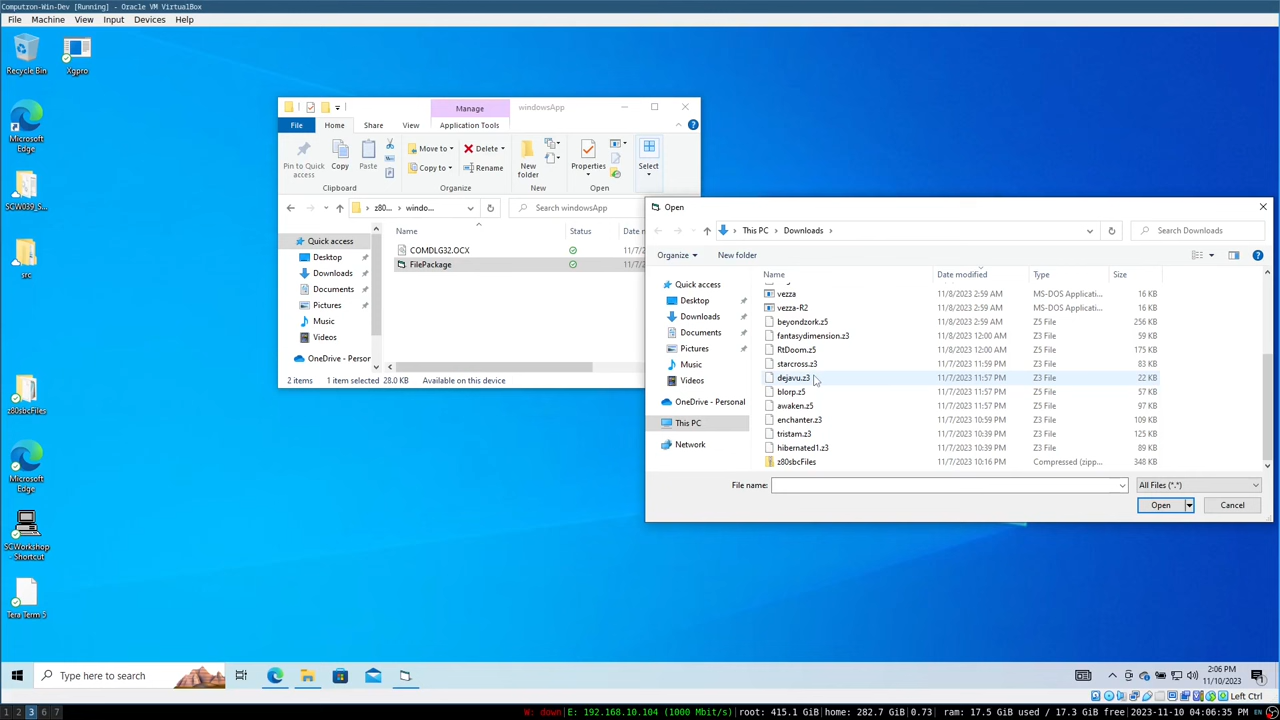 Computron-Win-Dev [Running] - Oracle VM VirtualBox
File Machine View Input Devices Help
Recycle Bin
Xgpro
Microsoft Edge
SCW039_S...
src
z80sbcFiles
Microsoft Edge
SCWorkshop - Shortcut
Tera Term 5
Manage windowsApp
File Home Share View Application Tools
Pin to Quick access
Copy
Paste
Move to
Copy to
Delete
Rename
New folder
Properties
Select
Clipboard Organize New Open
z80... windo... Search windowsApp
Name Status Date m
Quick access
Desktop
Downloads
Documents
Pictures
Music
Videos
OneDrive - Person
COMDLG32.OCX 11/7/2
FilePackage 11/7/2
2 items 1 item selected 28.0 KB Available on this device
Open
This PC Downloads Search Downloads
Organize New folder
Name Date modified Type Size
Quick access
Desktop
Downloads
Documents
Pictures
Music
Videos
OneDrive - Personal
This PC
Network
vezza 11/8/2023 2:59 AM MS-DOS Applicati... 16 KB
vezza-R2 11/8/2023 2:59 AM MS-DOS Applicati... 16 KB
beyondzork.z5 11/8/2023 2:59 AM Z5 File 256 KB
fantasydimension.z3 11/8/2023 12:00 AM Z3 File 59 KB
RtDoom.z5 11/8/2023 12:00 AM Z5 File 175 KB
starcross.z3 11/7/2023 11:59 PM Z3 File 83 KB
dejavu.z3 11/7/2023 11:57 PM Z3 File 22 KB
blorp.z5 11/7/2023 11:57 PM Z5 File 57 KB
awaken.z5 11/7/2023 11:57 PM Z5 File 97 KB
enchanter.z3 11/7/2023 10:59 PM Z3 File 109 KB
tristam.z3 11/7/2023 10:39 PM Z3 File 125 KB
hibernated1.z3 11/7/2023 10:39 PM Z3 File 89 KB
z80sbcFiles 11/7/2023 10:16 PM Compressed (zipp... 348 KB
File name: All Files (*.*)
Open Cancel
Type here to search
2:06 PM
11/10/2023
Left Ctrl
1 2 3 6 7 W: down E: 192.168.10.104 (1000 Mbit/s) root: 415.1 GiB home: 282.7 GiB 0.73 ram: 17.5 GiB used / 17.3 GiB free 2023-11-10 04:06:35 PM EN